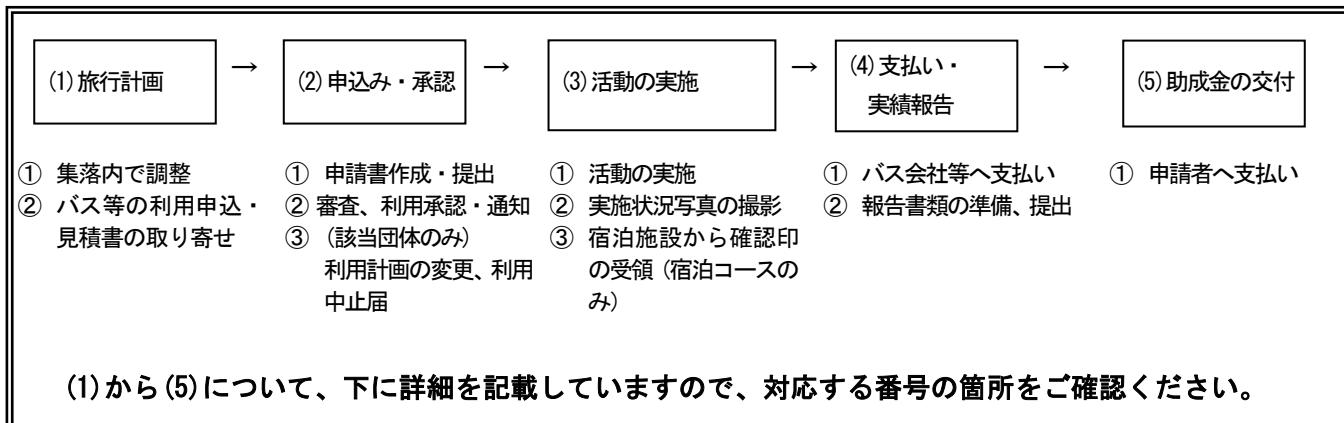 (1)旅行計画 → (2)申込み・承認 → (3)活動の実施 → (4)支払い・
実績報告 → (5)助成金の交付
① 集落内で調整
② バス等の利用申込・
見積書の取り寄せ
① 申請書作成・提出
② 審査、利用承認・通知
③ (該当団体のみ)
利用計画の変更、利用
中止届
① 活動の実施
② 実施状況写真の撮影
③ 宿泊施設から確認印
の受領(宿泊コースの
み)
① バス会社等へ支払い
② 報告書類の準備、提出
① 申請者へ支払い
(1)から(5)について、下に詳細を記載していますので、対応する番号の箇所をご確認ください。